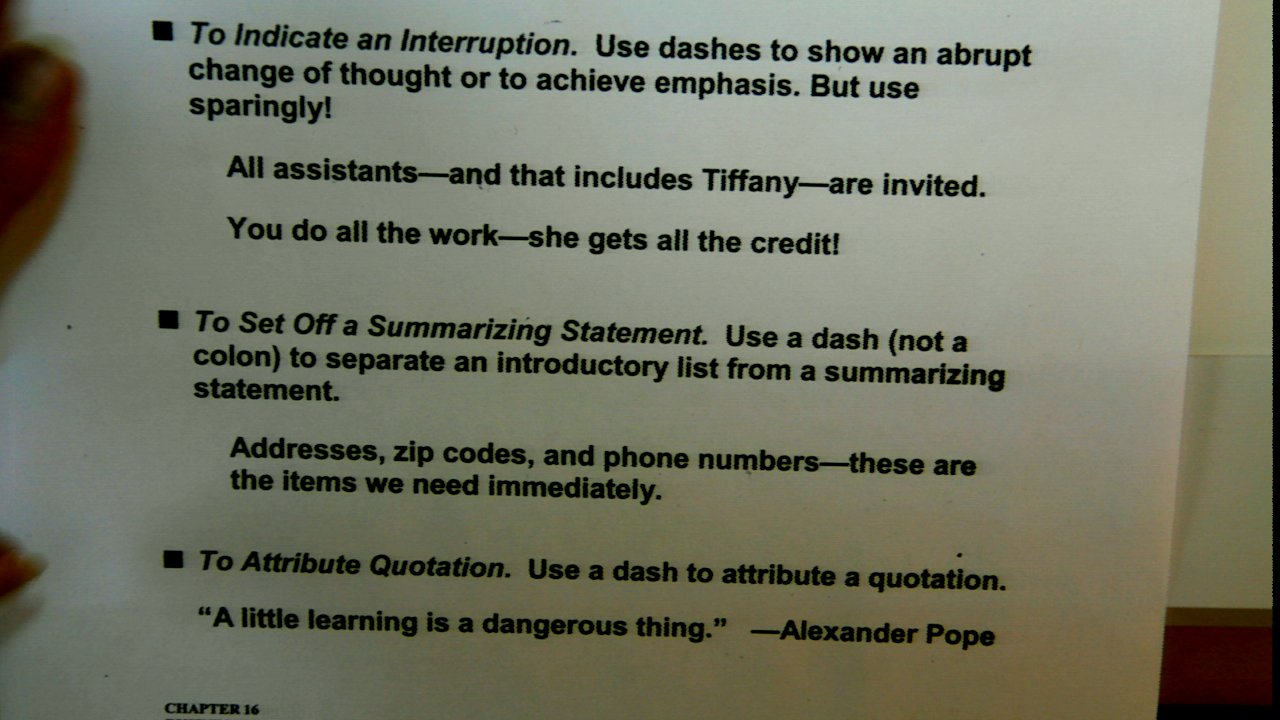 ■ To Indicate an Interruption. Use dashes to show an abrupt
change of thought or to achieve emphasis. But use
sparingly!
All assistants—and that includes Tiffany—are invited.
You do all the work—she gets all the credit!
■ To Set Off a Summarizing Statement. Use a dash (not a
colon) to separate an introductory list from a summarizing
statement.
Addresses, zip codes, and phone numbers—these are
the items we need immediately.
■ To Attribute Quotation. Use a dash to attribute a quotation.
“A little learning is a dangerous thing.” —Alexander Pope
CHAPTER 16